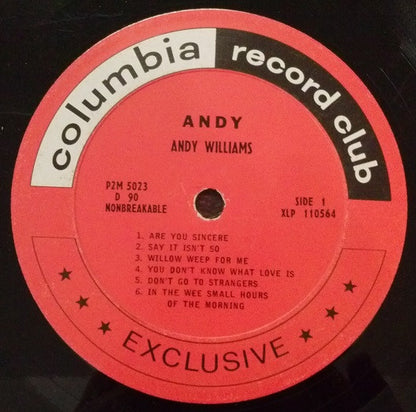 columbia record club
ANDY
ANDY WILLIAMS
P2M 5023
D 90
NONBREAKABLE
SIDE 1
XLP 110564
1. ARE YOU SINCERE
2. SAY IT ISN'T SO
3. WILLOW WEEP FOR ME
4. YOU DON'T KNOW WHAT LOVE IS
5. DON'T GO TO STRANGERS
6. IN THE WEE SMALL HOURS
OF THE MORNING
EXCLUSIVE